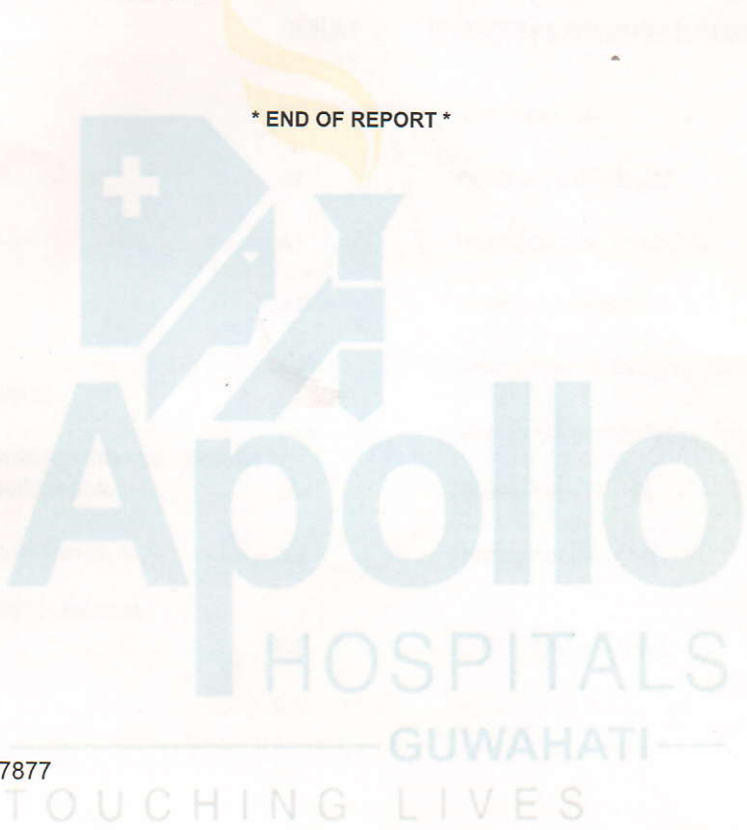 * END OF REPORT *
Apollo
HOSPITALS
GUWAHATI
7877
TOUCHING LIVES